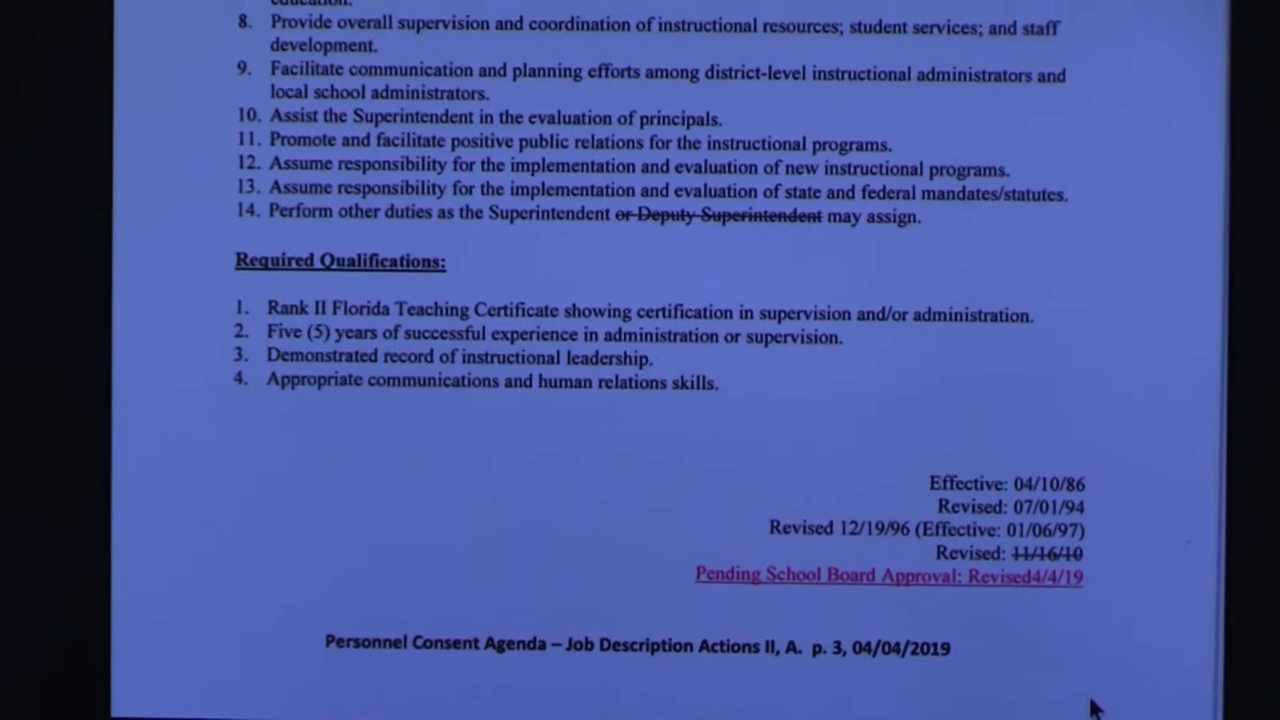 education.
8. Provide overall supervision and coordination of instructional resources; student services; and staff
development.
9. Facilitate communication and planning efforts among district-level instructional administrators and
local school administrators.
10. Assist the Superintendent in the evaluation of principals.
11. Promote and facilitate positive public relations for the instructional programs.
12. Assume responsibility for the implementation and evaluation of new instructional programs.
13. Assume responsibility for the implementation and evaluation of state and federal mandates/statutes.
14. Perform other duties as the Superintendent or Deputy Superintendent may assign.
Required Qualifications:
1. Rank II Florida Teaching Certificate showing certification in supervision and/or administration.
2. Five (5) years of successful experience in administration or supervision.
3. Demonstrated record of instructional leadership.
4. Appropriate communications and human relations skills.
Effective: 04/10/86
Revised: 07/01/94
Revised 12/19/96 (Effective: 01/06/97)
Revised: 11/16/10
Pending School Board Approval: Revised4/4/19
Personnel Consent Agenda – Job Description Actions II, A. p. 3, 04/04/2019